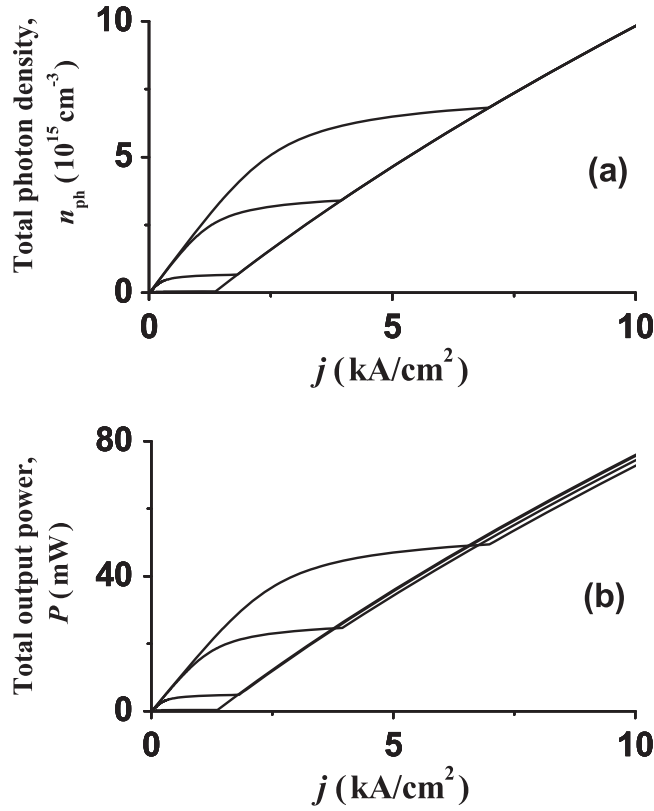 Total photon density,
n_ph (10^15 cm^-3)
10
5
0
(a)
0 5 10
j (kA/cm^2)
Total output power,
P (mW)
80
40
0
(b)
0 5 10
j (kA/cm^2)